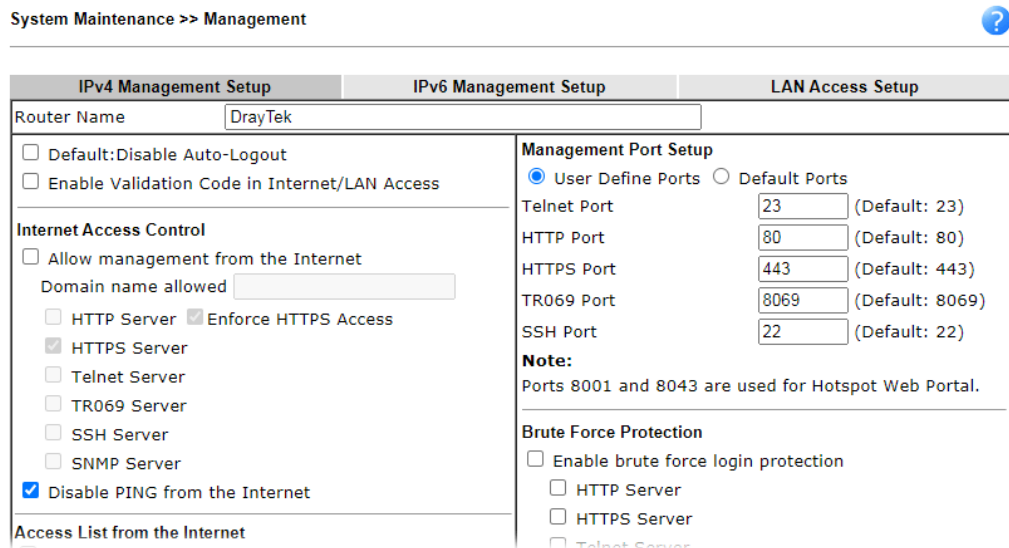 System Maintenance >> Management
?
IPv4 Management Setup IPv6 Management Setup LAN Access Setup
Router Name DrayTek
Default:Disable Auto-Logout
Enable Validation Code in Internet/LAN Access
Internet Access Control
Allow management from the Internet
Domain name allowed
HTTP Server Enforce HTTPS Access
HTTPS Server
Telnet Server
TR069 Server
SSH Server
SNMP Server
Disable PING from the Internet
Access List from the Internet
Management Port Setup
User Define Ports Default Ports
Telnet Port 23 (Default: 23)
HTTP Port 80 (Default: 80)
HTTPS Port 443 (Default: 443)
TR069 Port 8069 (Default: 8069)
SSH Port 22 (Default: 22)
Note:
Ports 8001 and 8043 are used for Hotspot Web Portal.
Brute Force Protection
Enable brute force login protection
HTTP Server
HTTPS Server
Telnet Server